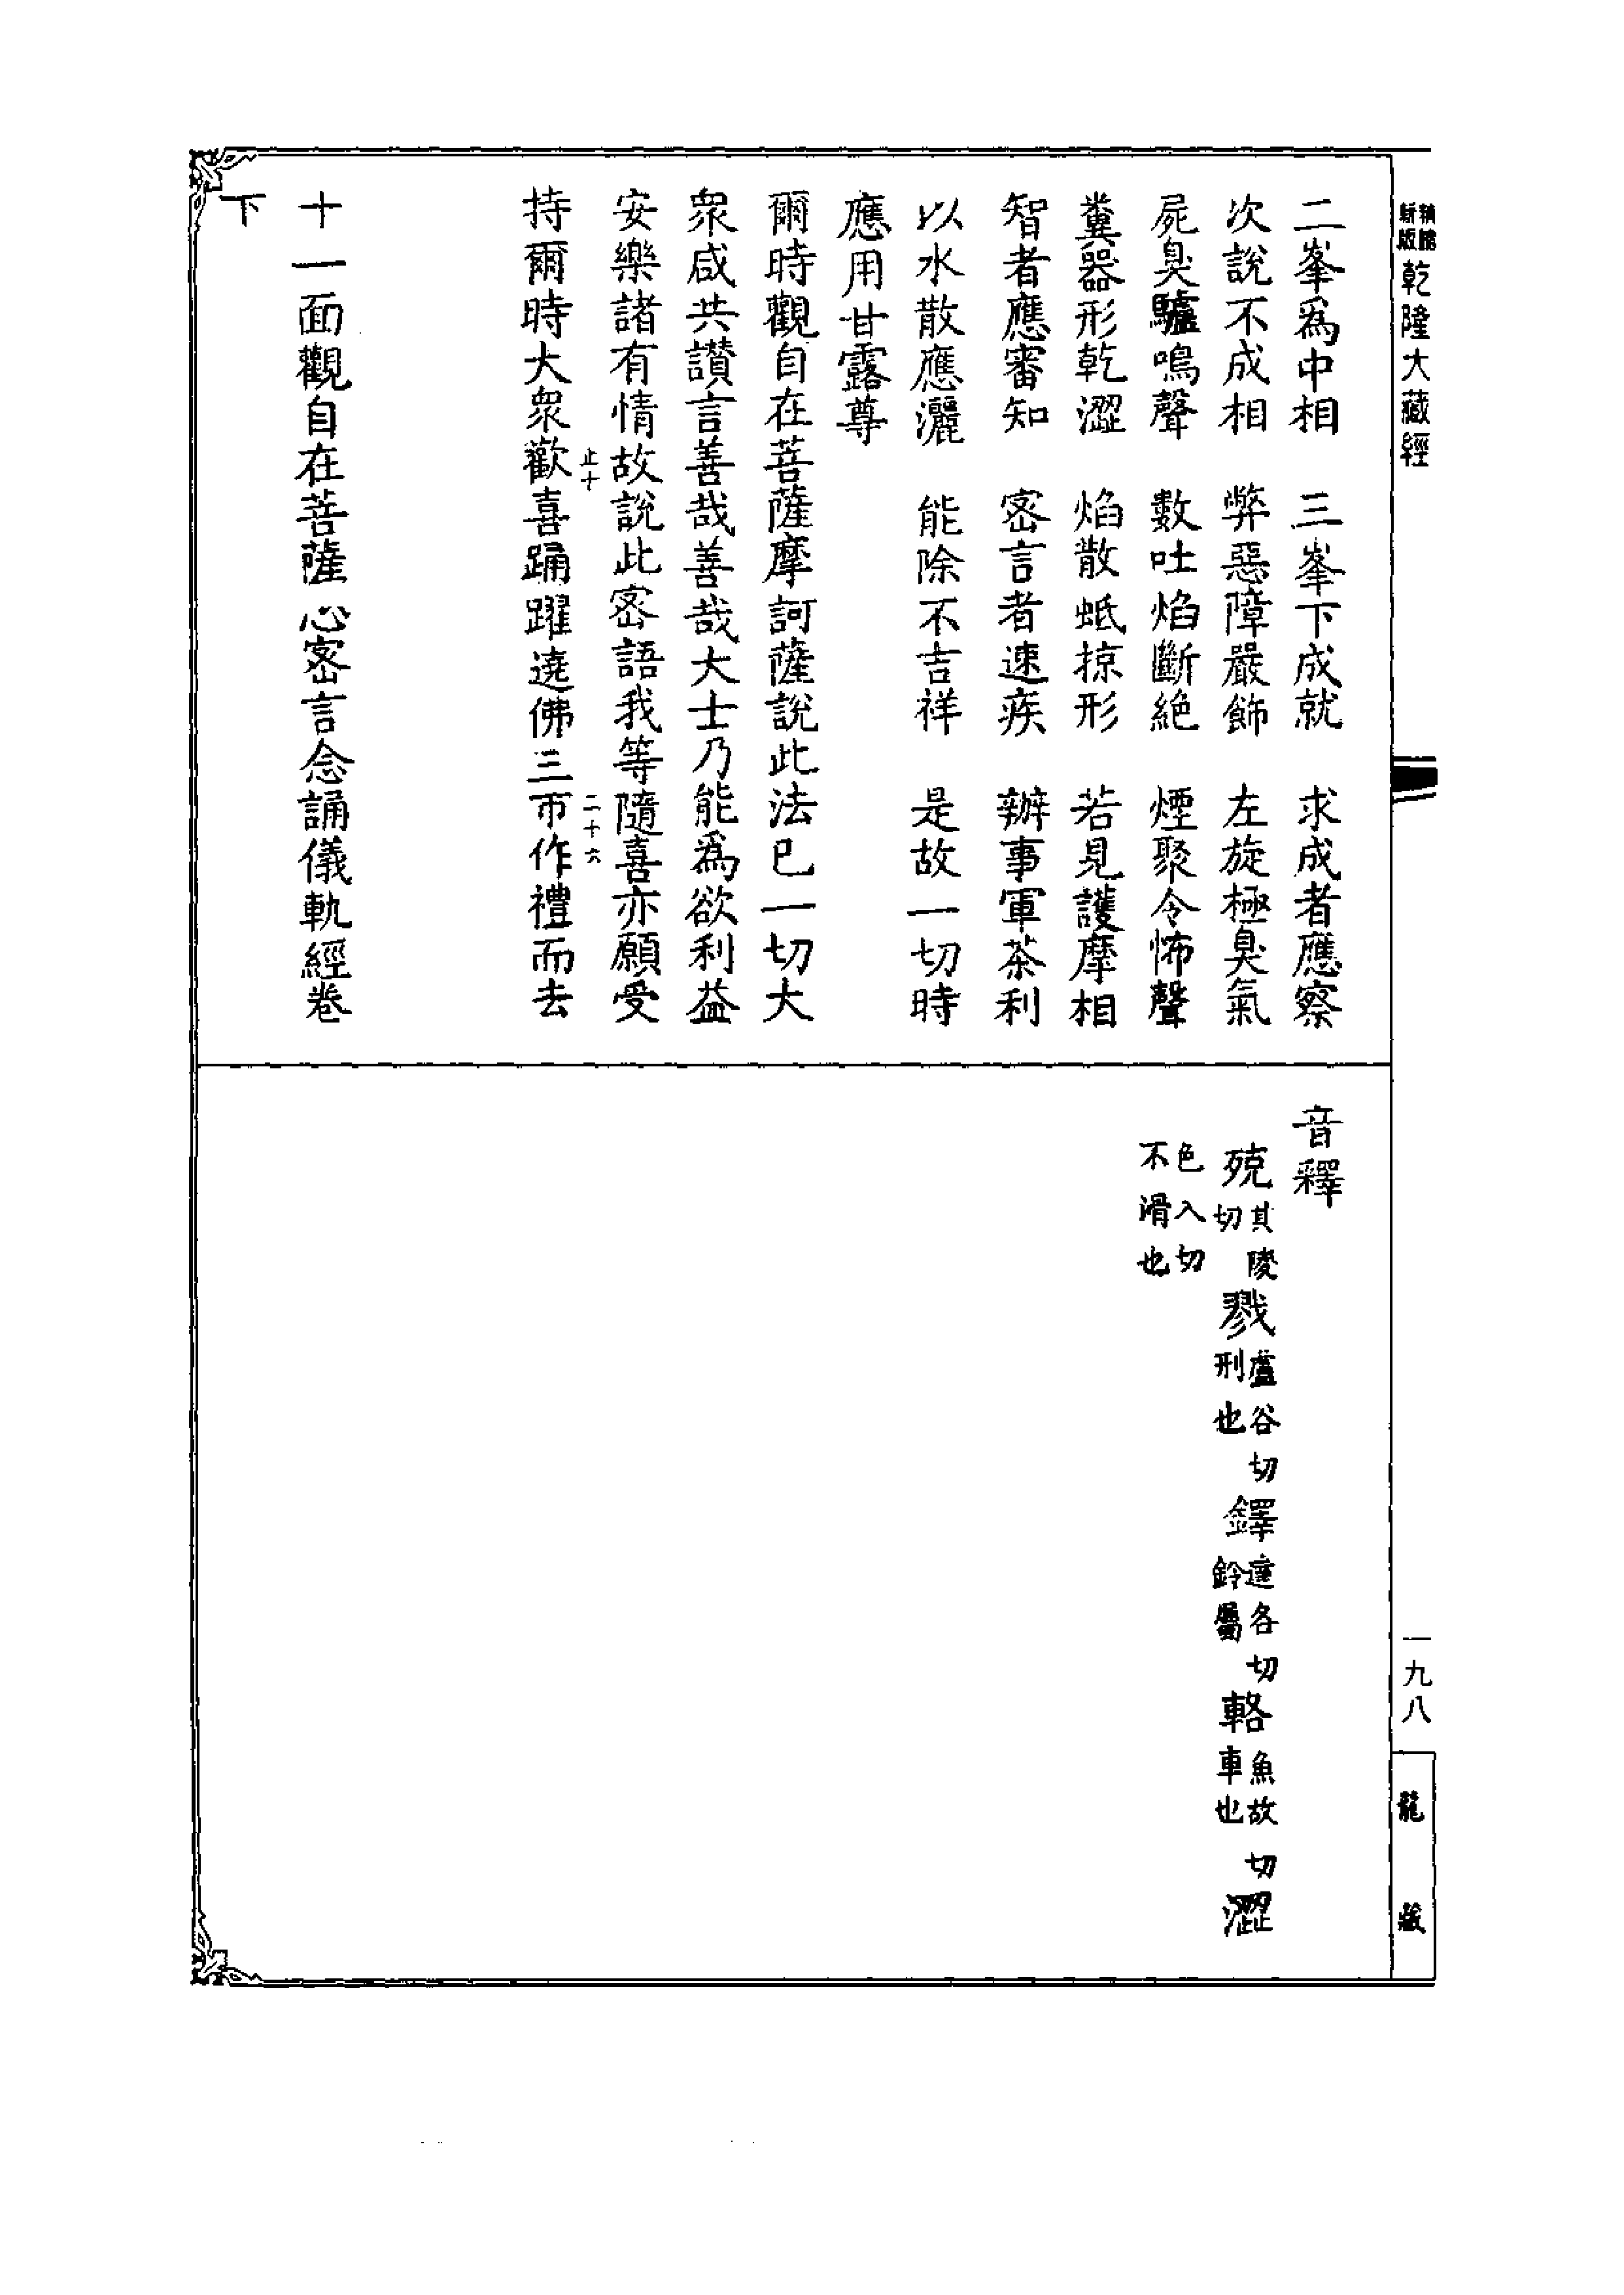 新版
精縮
乾隆大藏經
一九八
龍藏
二峯爲中相　三峯下成就　求成者應察
次說不成相　弊惡障嚴飾　左旋極臭氣
屍臭驢鳴聲　數吐焰斷絕　煙聚令怖聲
糞器形乾澀　焰散蚔掠形　若見護摩相
智者應審知　密言者速疾　辦事軍茶利
以水散應灑　能除不吉祥　是故一切時
應用甘露尊
爾時觀自在菩薩摩訶薩說此法已一切大
衆咸共讃言善哉善哉大士乃能爲欲利益
安樂諸有情故說此密語我等隨喜亦願受
止十　二十六
持爾時大衆歡喜踊躍遶佛三帀作禮而去
十一面觀自在菩薩心密言念誦儀軌經卷
下
音釋
殑其陵切　戮盧谷切刑也　鐸達各切鈴屬　輅魚故切車也　澀
色入切不滑也